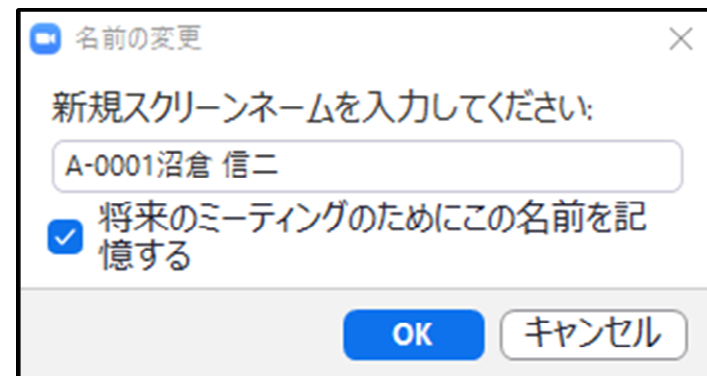 名前の変更
新規スクリーンネームを入力してください:
A-0001沼倉 信二
将来のミーティングのためにこの名前を記
憶する
OK
キャンセル